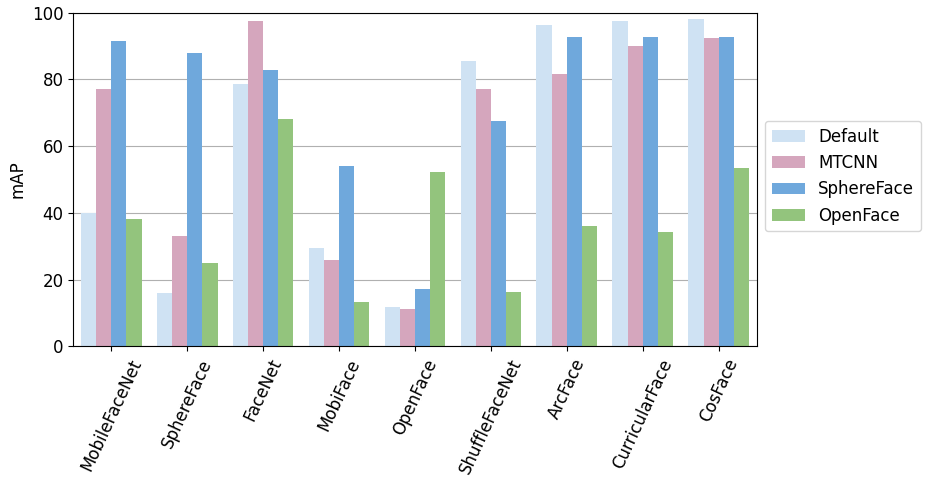 100
80
60
40
20
0
mAP
MobileFaceNet
SphereFace
FaceNet
MobiFace
OpenFace
ShuffleFaceNet
ArcFace
CurricularFace
CosFace
Default
MTCNN
SphereFace
OpenFace